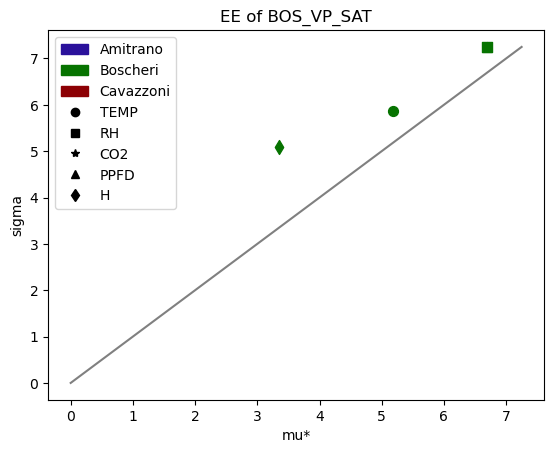 EE of BOS_VP_SAT
Amitrano
Boscheri
Cavazzoni
TEMP
RH
CO2
PPFD
H
7
6
5
4
3
2
1
0
sigma
0 1 2 3 4 5 6 7
mu*